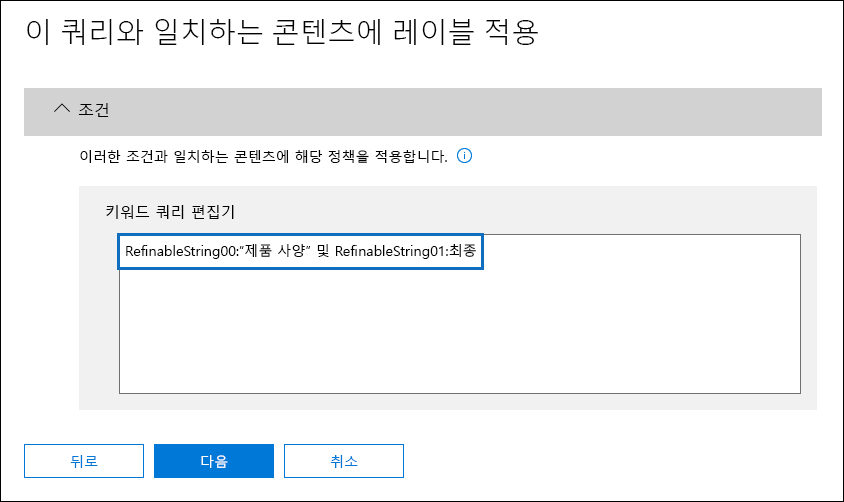 이 쿼리와 일치하는 콘텐츠에 레이블 적용
조건
이러한 조건과 일치하는 콘텐츠에 해당 정책을 적용합니다.
키워드 쿼리 편집기
RefinableString00:“제품 사양” 및 RefinableString01:최종
뒤로
다음
취소